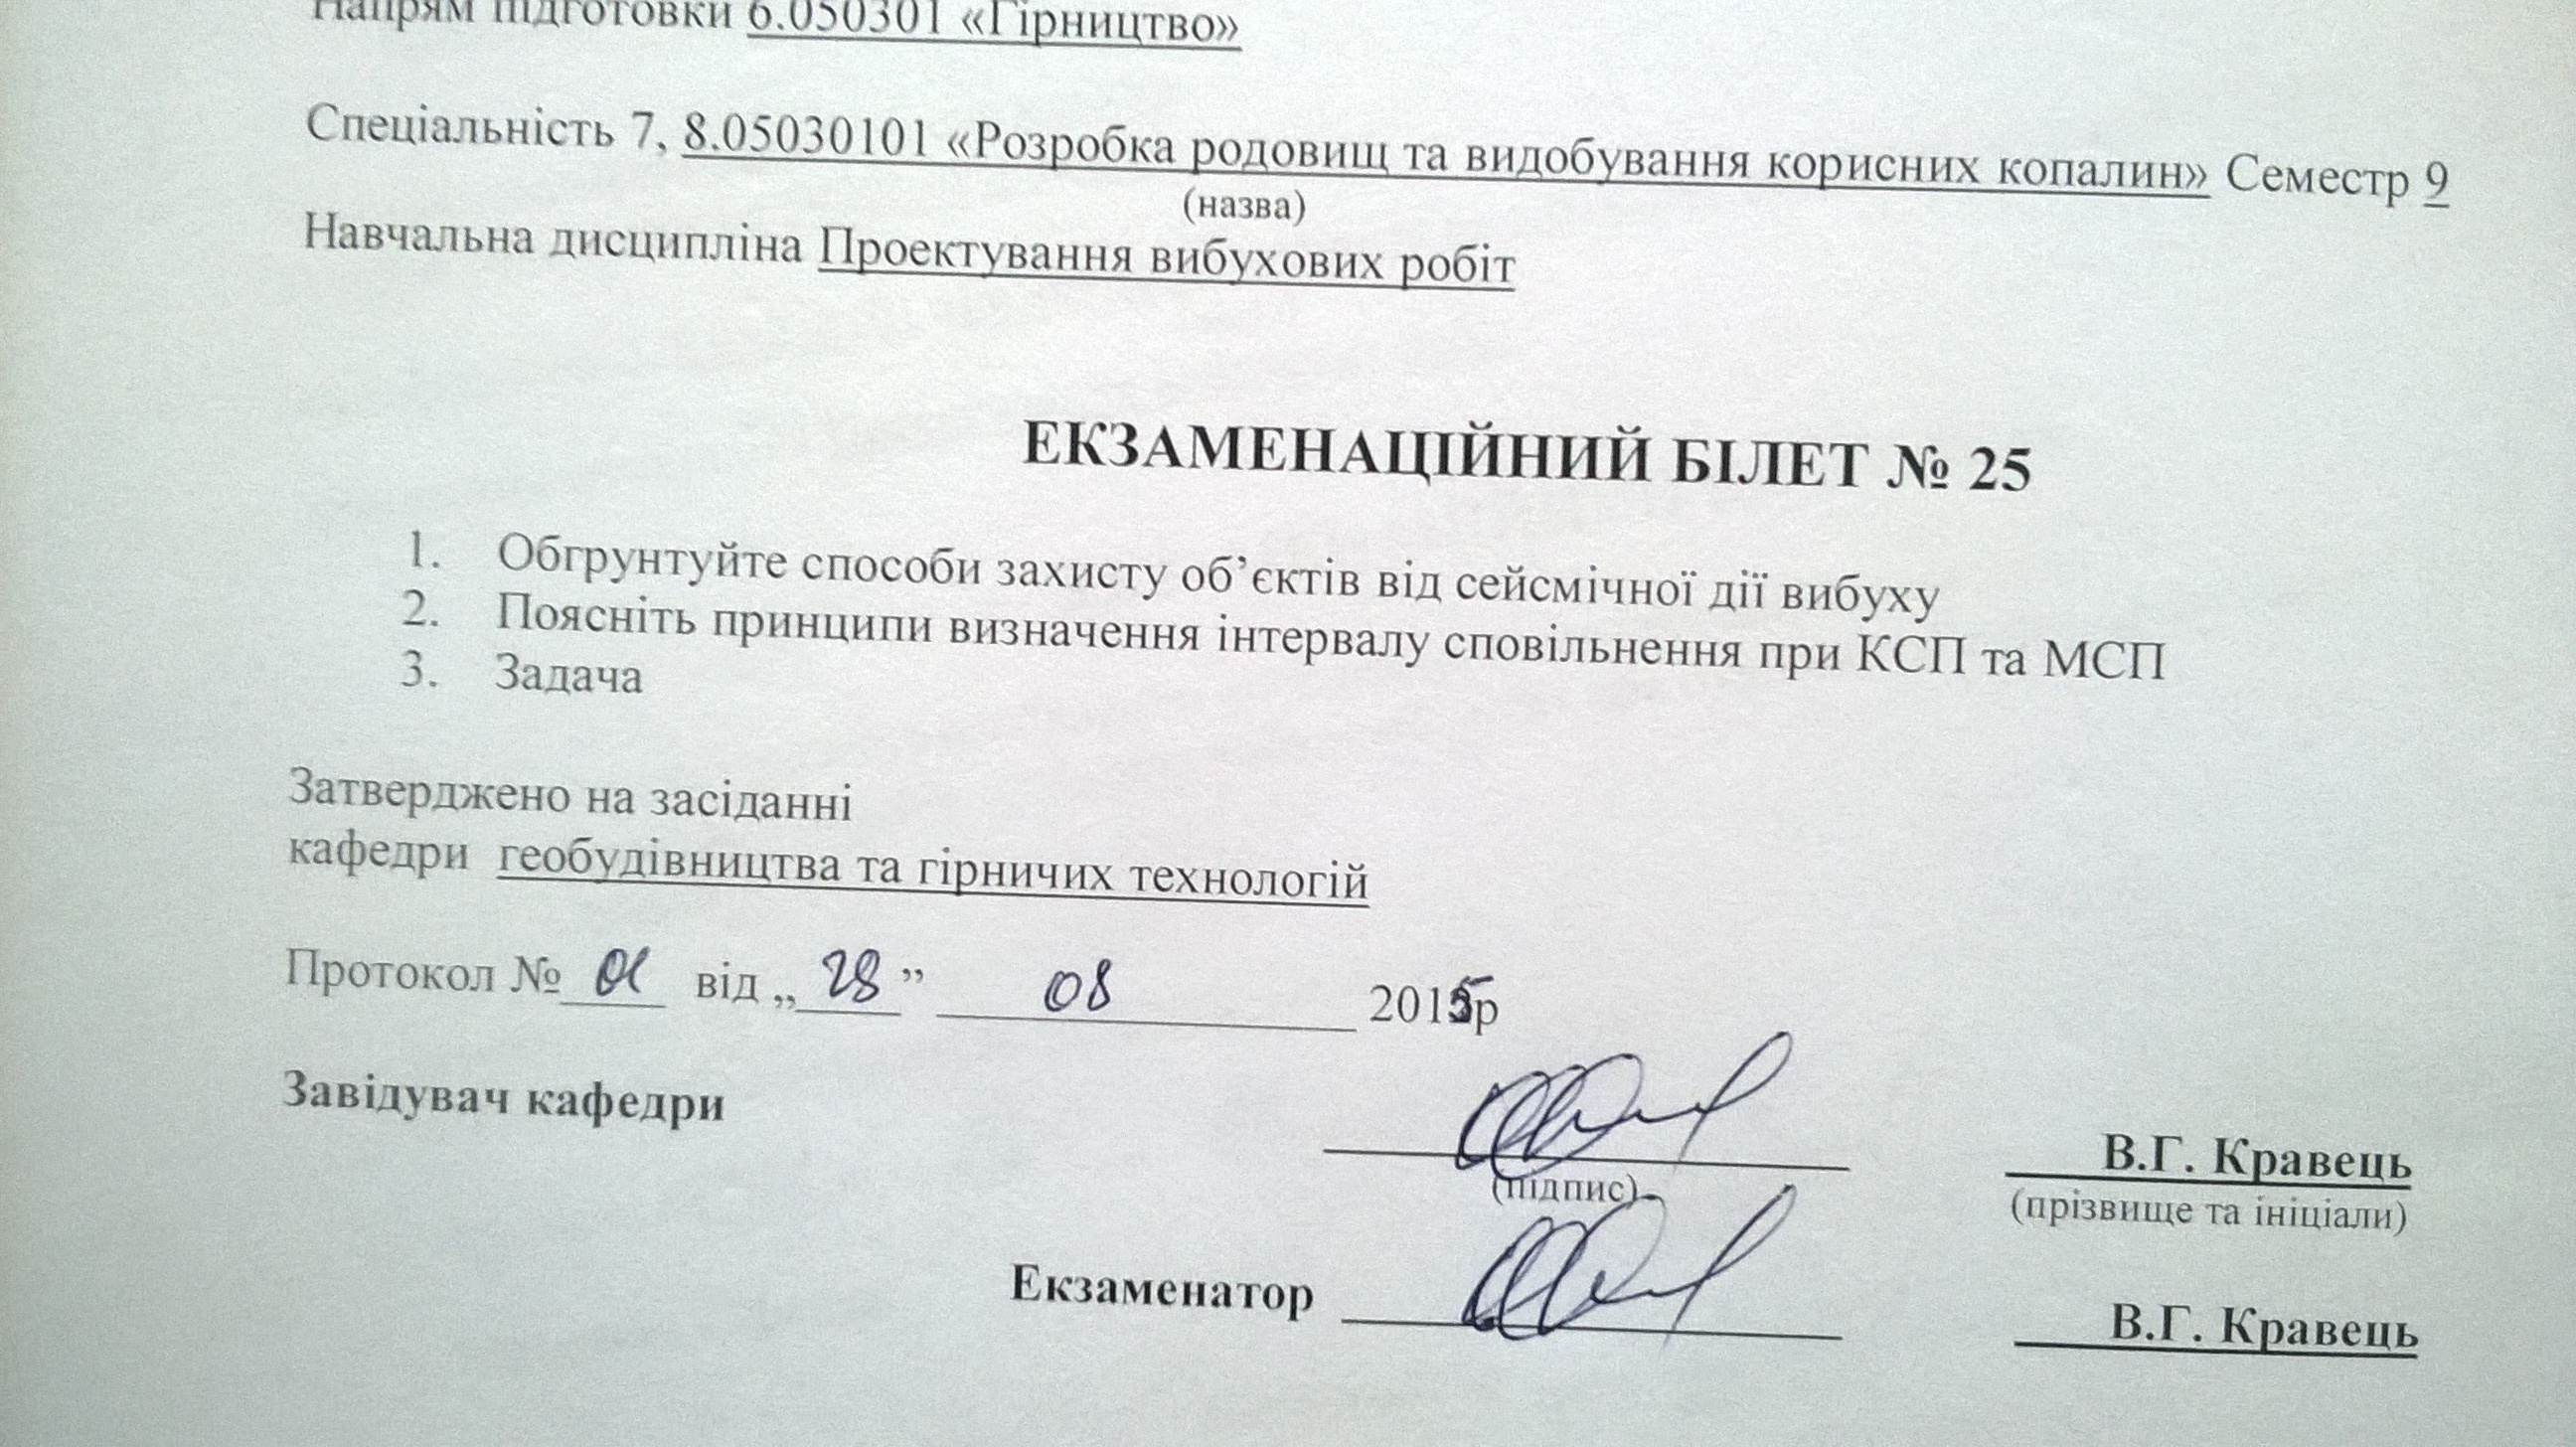 Напрям підготовки 6.050301 «Гірництво»
Спеціальність 7, 8.05030101 «Розробка родовищ та видобування корисних копалин» Семестр 9
(назва)
Навчальна дисципліна Проектування вибухових робіт
ЕКЗАМЕНАЦІЙНИЙ БІЛЕТ № 25
1. Обгрунтуйте способи захисту об’єктів від сейсмічної дії вибуху
2. Поясніть принципи визначення інтервалу сповільнення при КСП та МСП
3. Задача
Затверджено на засіданні
кафедри геобудівництва та гірничих технологій
Протокол № 01 від „ 28 ” 08 2015р
Завідувач кафедри
В.Г. Кравець
(підпис)
(прізвище та ініціали)
Екзаменатор
В.Г. Кравець